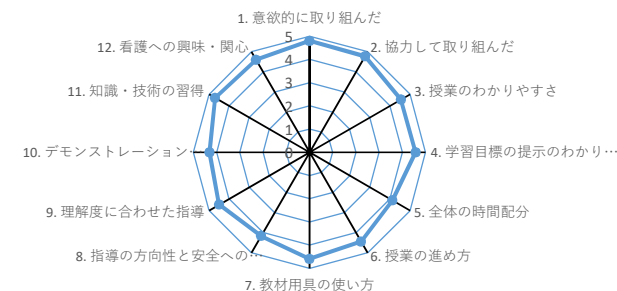 1. 意欲的に取り組んだ
2. 協力して取り組んだ
3. 授業のわかりやすさ
4. 学習目標の提示のわかり…
5. 全体の時間配分
6. 授業の進め方
7. 教材用具の使い方
8. 指導の方向性と安全への…
9. 理解度に合わせた指導
10. デモンストレーション…
11. 知識・技術の習得
12. 看護への興味・関心
5
4
3
2
1
0